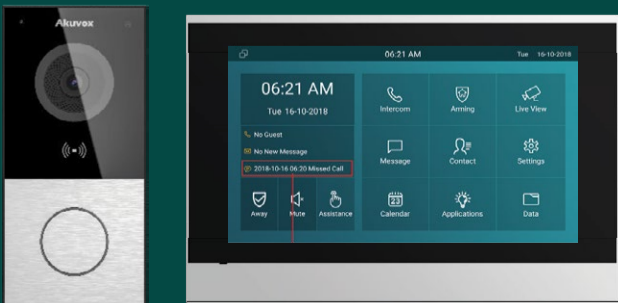 Akuvox
06:21 AM
Tue 16-10-2018
06:21 AM
Tue 16-10-2018
No Guest
No New Message
2018-10-16 06:20 Missed Call
Away
Mute
Assistance
Intercom
Arming
Live View
Message
Contact
Settings
23
Calendar
Applications
Data